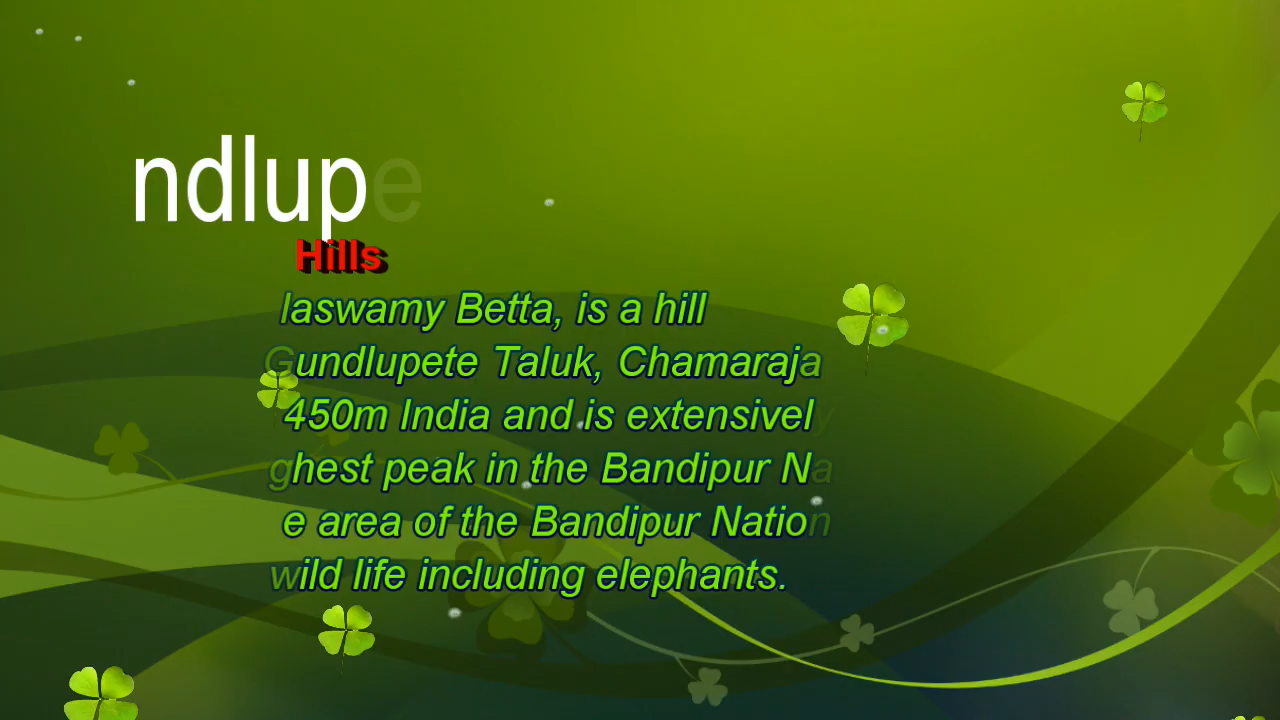 ndlupe
Hills
laswamy Betta, is a hill
Gundlupete Taluk, Chamaraja
450m India and is extensively
ghest peak in the Bandipur Na
e area of the Bandipur Nation
wild life including elephants.